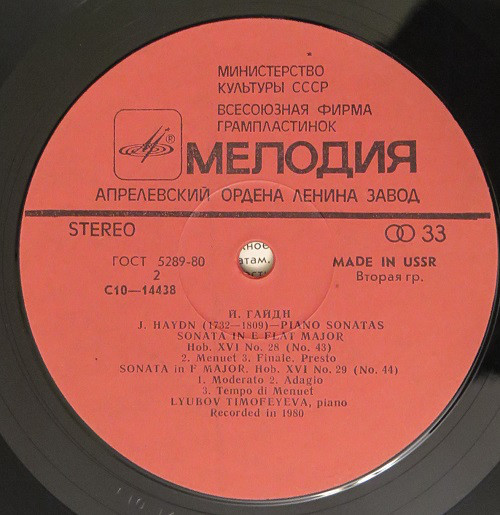 МИНИСТЕРСТВО
КУЛЬТУРЫ СССР
ВСЕСОЮЗНАЯ ФИРМА
ГРАМПЛАСТИНОК
®
МЕЛОДИЯ
АПРЕЛЕВСКИЙ ОРДЕНА ЛЕНИНА ЗАВОД
STEREO 33
ГОСТ 5289-80 MADE IN USSR
2 Вторая гр.
С10—14438
Й. ГАЙДН
J. HAYDN (1732—1809)—PIANO SONATAS
SONATA IN E FLAT MAJOR
Hob. XVI No. 28 (No. 43)
2. Menuet 3. Finale. Presto
SONATA in F MAJOR. Hob. XVI No. 29 (No. 44)
1. Moderato 2. Adagio
3. Tempo di Menuet
LYUBOV TIMOFEYEVA, piano
Recorded in 1980